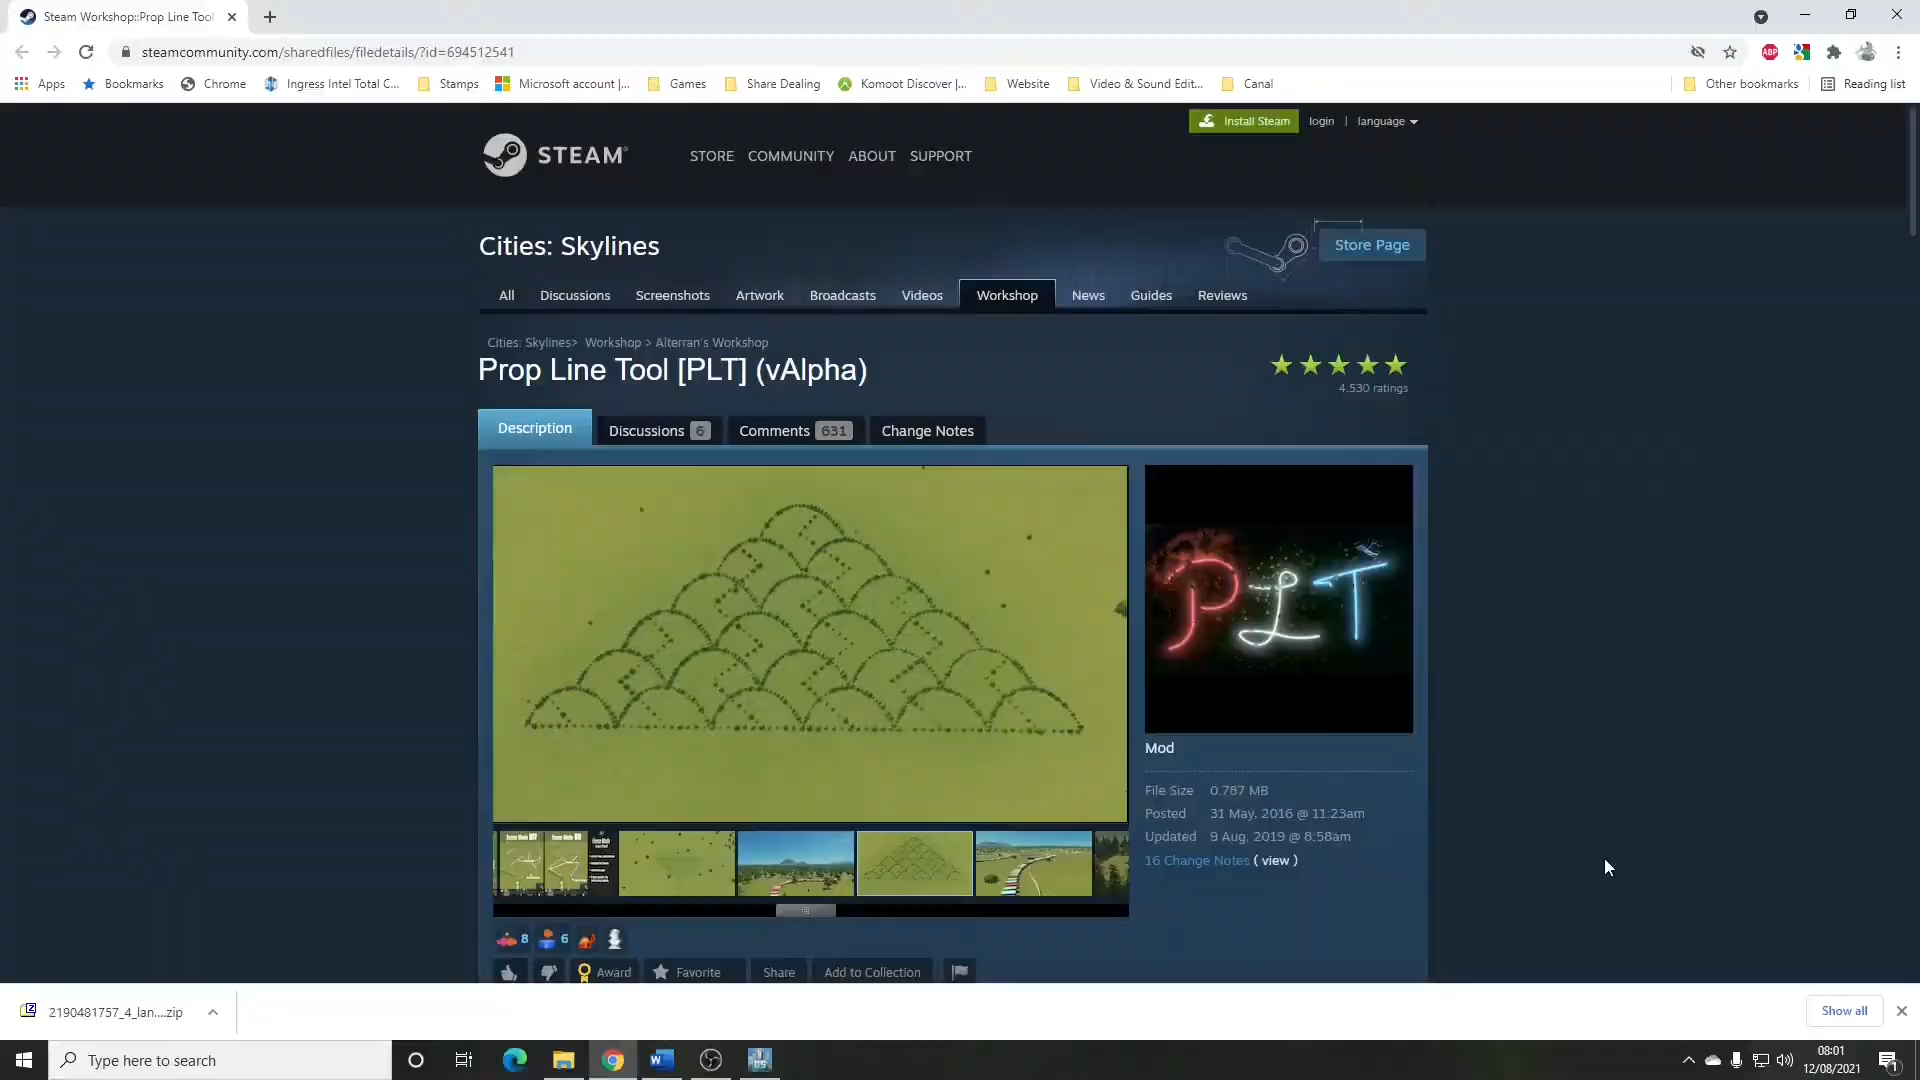 Steam Workshop::Prop Line Tool
steamcommunity.com/sharedfiles/filedetails/?id=694512541
ABP
Apps
Bookmarks
Chrome
Ingress Intel Total C...
Stamps
Microsoft account |...
Games
Share Dealing
Komoot Discover |...
Website
Video & Sound Edit...
Canal
Other bookmarks
Reading list
Install Steam
login | language
STEAM
STORE COMMUNITY ABOUT SUPPORT
Cities: Skylines
Store Page
All Discussions Screenshots Artwork Broadcasts Videos Workshop News Guides Reviews
Cities: Skylines> Workshop > Alterran's Workshop
Prop Line Tool [PLT] (vAlpha)
4,530 ratings
Description
Discussions 6
Comments 631
Change Notes
PLT
Mod
File Size 0.787 MB
Posted 31 May, 2016 @ 11:23am
Updated 9 Aug, 2019 @ 8:58am
16 Change Notes ( view )
8
6
Award
Favorite
Share
Add to Collection
2190481757_4_lan....zip
Show all
Type here to search
08:01
12/08/2021
1